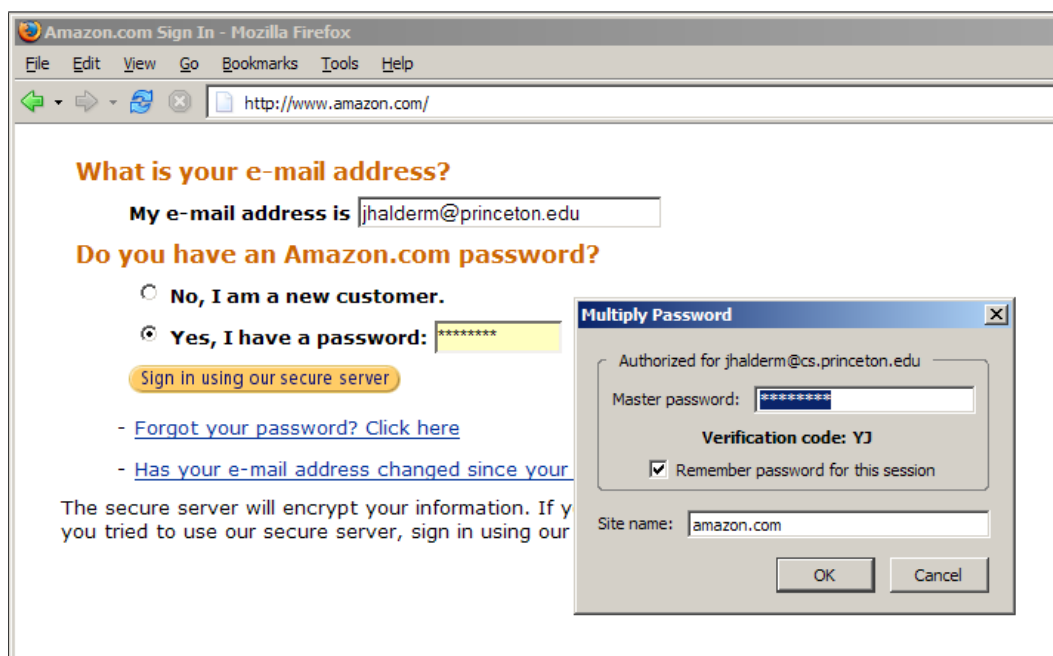 Amazon.com Sign In - Mozilla Firefox
File Edit View Go Bookmarks Tools Help
http://www.amazon.com/
What is your e-mail address?
My e-mail address is jhalderm@princeton.edu
Do you have an Amazon.com password?
No, I am a new customer.
Yes, I have a password: ********
Sign in using our secure server
- Forgot your password? Click here
- Has your e-mail address changed since your
The secure server will encrypt your information. If y
you tried to use our secure server, sign in using our
Multiply Password
Authorized for jhalderm@cs.princeton.edu
Master password: ********
Verification code: YJ
Remember password for this session
Site name: amazon.com
OK Cancel